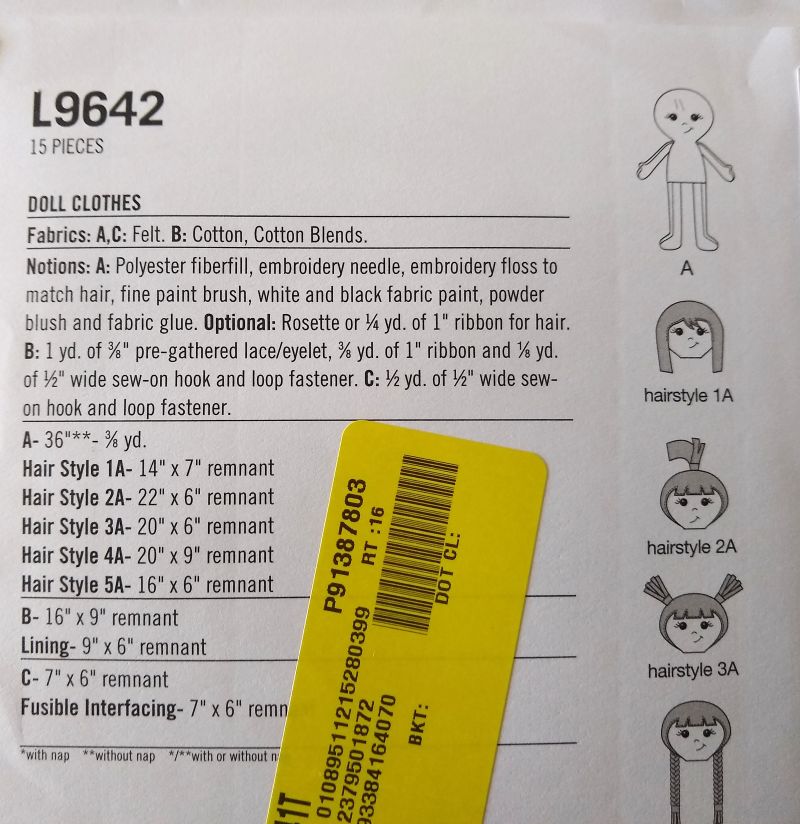 L9642
15 PIECES
DOLL CLOTHES
Fabrics: A,C: Felt. B: Cotton, Cotton Blends.
Notions: A: Polyester fiberfill, embroidery needle, embroidery floss to
match hair, fine paint brush, white and black fabric paint, powder
blush and fabric glue. Optional: Rosette or ¼ yd. of 1" ribbon for hair.
B: 1 yd. of ⅜" pre-gathered lace/eyelet, ⅜ yd. of 1" ribbon and ⅛ yd.
of ½" wide sew-on hook and loop fastener. C: ½ yd. of ½" wide sew-
on hook and loop fastener.
A- 36"**- ⅜ yd.
Hair Style 1A- 14" x 7" remnant
Hair Style 2A- 22" x 6" remnant
Hair Style 3A- 20" x 6" remnant
Hair Style 4A- 20" x 9" remnant
Hair Style 5A- 16" x 6" remnant
B- 16" x 9" remnant
Lining- 9" x 6" remnant
C- 7" x 6" remnant
Fusible Interfacing- 7" x 6" remn
*with nap **without nap */**with or without n
A
hairstyle 1A
hairstyle 2A
hairstyle 3A
P91387803
RT :16
DOT CL:
BKT:
01089511215280399
2379501872
93384164070
1T